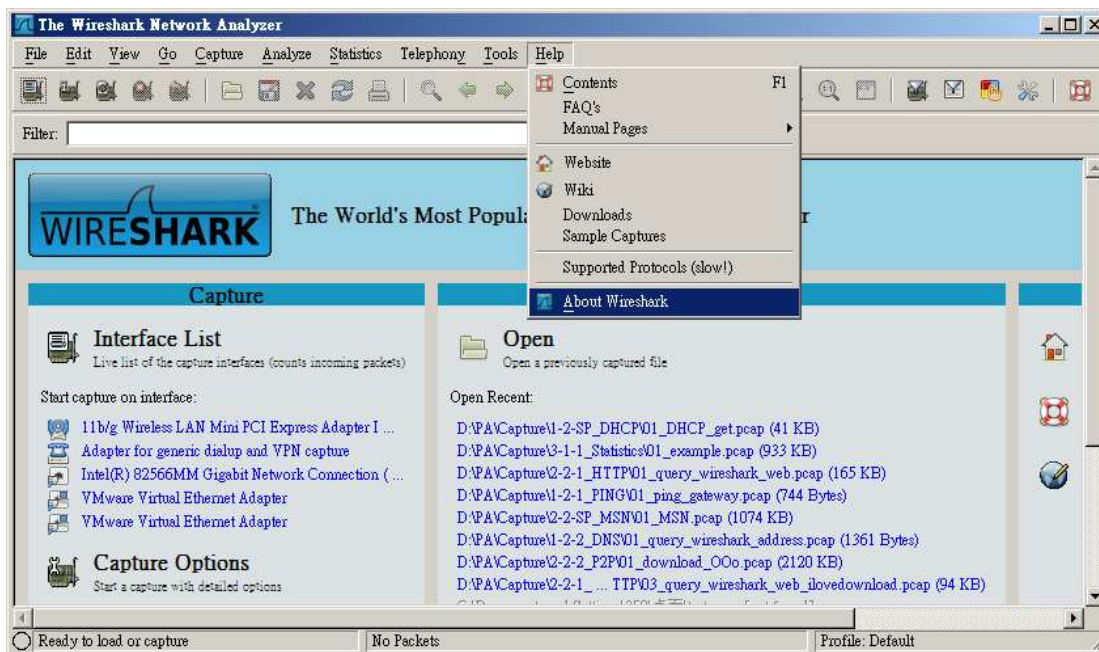 The Wireshark Network Analyzer
File Edit View Go Capture Analyze Statistics Telephony Tools Help
Contents F1
FAQ's
Manual Pages
Website
Wiki
Downloads
Sample Captures
Supported Protocols (slow!)
About Wireshark
Filter:
WIRESHARK
The World's Most
Capture
Interface List
Live list of the capture interfaces (counts incoming packets)
Start capture on interface:
11b/g Wireless LAN Mini PCI Express Adapter I ...
Adapter for generic dialup and VPN capture
Intel(R) 82566MM Gigabit Network Connection ( ...
VMware Virtual Ethernet Adapter
VMware Virtual Ethernet Adapter
Capture Options
Start a capture with detailed options
Open
Open a previously captured file
Open Recent:
D:\PA\Capture\1-2-SP_DHCP\01_DHCP_get.pcap (41 KB)
D:\PA\Capture\3-1-1_Statistics\01_example.pcap (933 KB)
D:\PA\Capture\2-2-1_HTTP\01_query_wireshark_web.pcap (165 KB)
D:\PA\Capture\1-2-1_PING\01_ping_gateway.pcap (744 Bytes)
D:\PA\Capture\2-2-SP_MSN\01_MSN.pcap (1074 KB)
D:\PA\Capture\1-2-2_DNS\01_query_wireshark_address.pcap (1361 Bytes)
D:\PA\Capture\2-2-2_P2P\01_download_OOo.pcap (2120 KB)
D:\PA\Capture\2-2-1_ ... TTP\03_query_wireshark_web_ilovedownload.pcap (94 KB)
Ready to load or capture
No Packets
Profile: Default